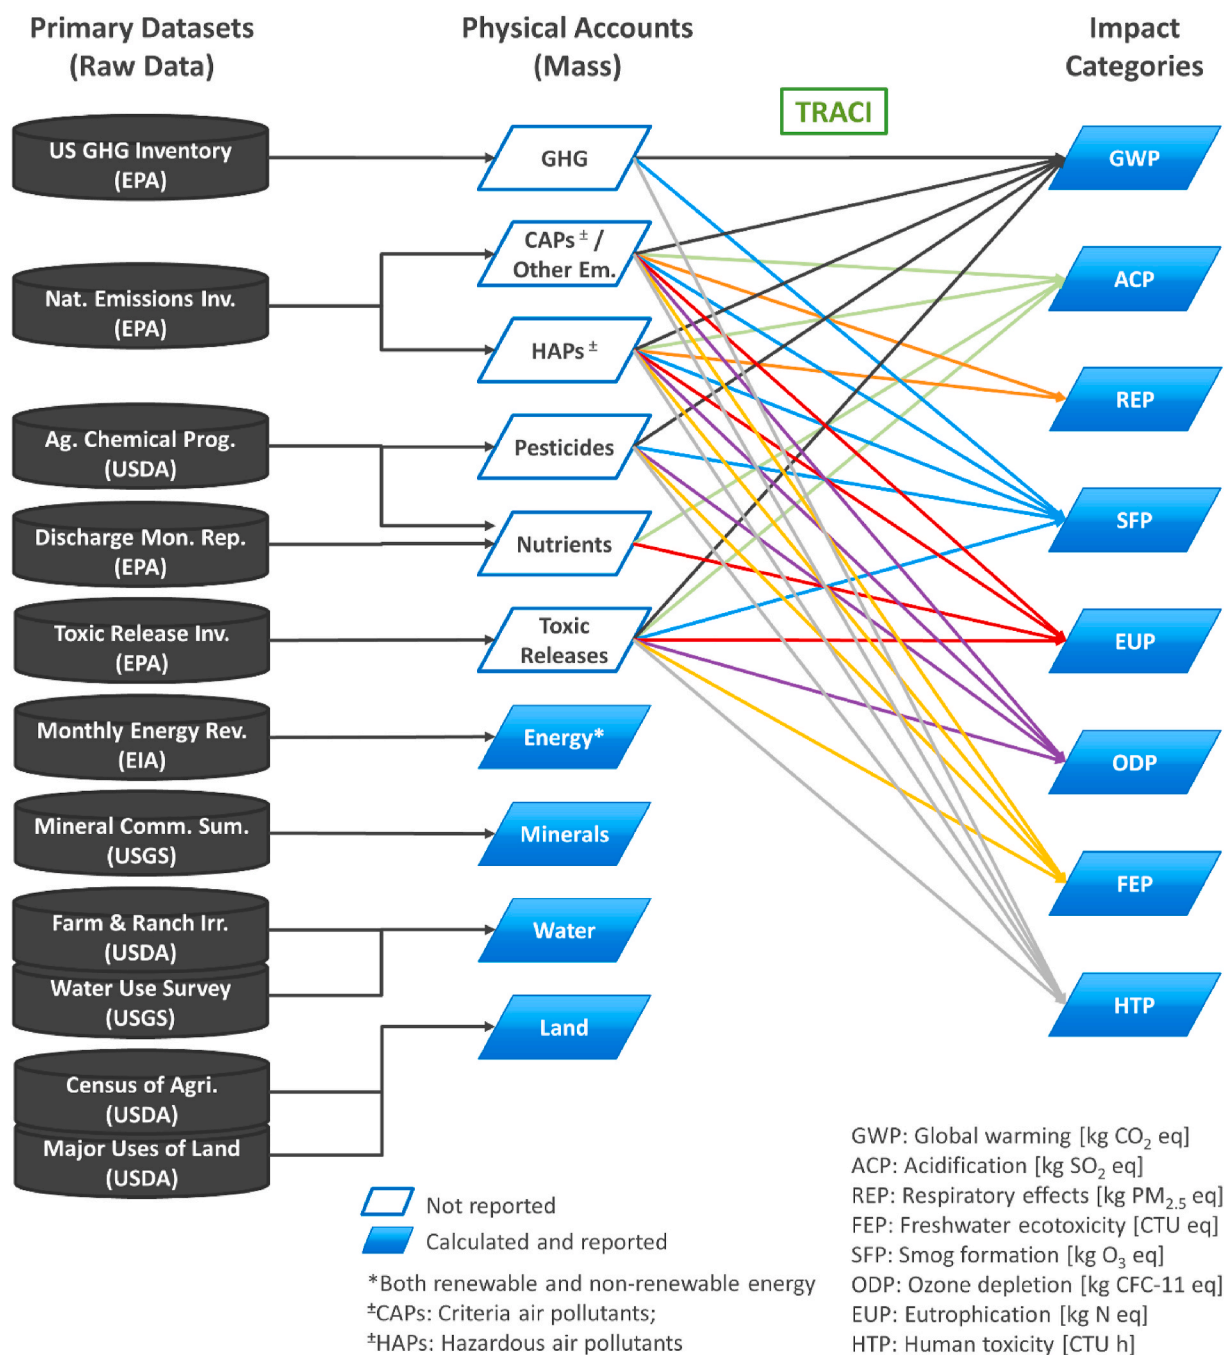 Primary Datasets
(Raw Data)
Physical Accounts
(Mass)
Impact
Categories
TRACI
US GHG Inventory
(EPA)
Nat. Emissions Inv.
(EPA)
Ag. Chemical Prog.
(USDA)
Discharge Mon. Rep.
(EPA)
Toxic Release Inv.
(EPA)
Monthly Energy Rev.
(EIA)
Mineral Comm. Sum.
(USGS)
Farm & Ranch Irr.
(USDA)
Water Use Survey
(USGS)
Census of Agri.
(USDA)
Major Uses of Land
(USDA)
GHG
CAPs ± /
Other Em.
HAPs ±
Pesticides
Nutrients
Toxic
Releases
Energy*
Minerals
Water
Land
GWP
ACP
REP
SFP
EUP
ODP
FEP
HTP
Not reported
Calculated and reported
*Both renewable and non-renewable energy
±CAPs: Criteria air pollutants;
±HAPs: Hazardous air pollutants
GWP: Global warming [kg CO2 eq]
ACP: Acidification [kg SO2 eq]
REP: Respiratory effects [kg PM2.5 eq]
FEP: Freshwater ecotoxicity [CTU eq]
SFP: Smog formation [kg O3 eq]
ODP: Ozone depletion [kg CFC-11 eq]
EUP: Eutrophication [kg N eq]
HTP: Human toxicity [CTU h]